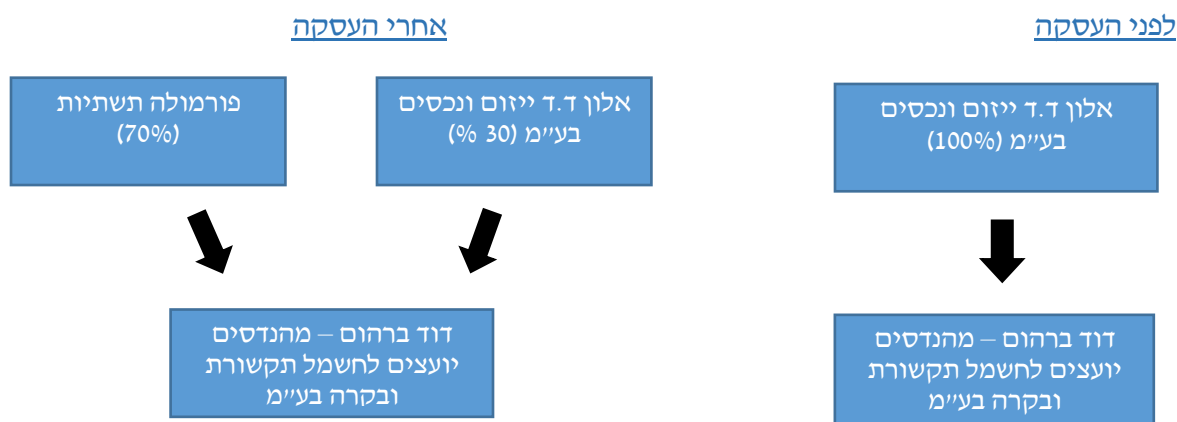 לפני העסקה
אלון ד.ד ייזום ונכסים
בע״מ (100%)
דוד ברהום – מהנדסים
יועצים לחשמל תקשורת
ובקרה בע״מ
אחרי העסקה
אלון ד.ד ייזום ונכסים
בע״מ (30 %)
פורמולה תשתיות
(70%)
דוד ברהום – מהנדסים
יועצים לחשמל תקשורת
ובקרה בע״מ